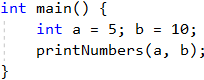 int main() {
    int a = 5; b = 10;
    printNumbers(a, b);
}